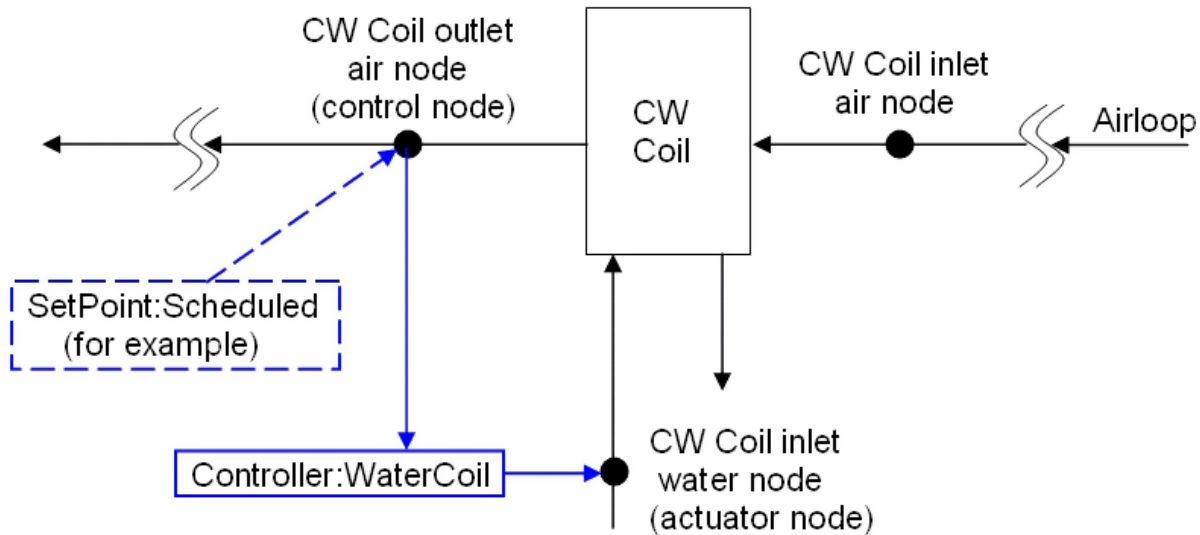 CW Coil outlet
air node
(control node)
CW Coil inlet
air node
CW
Coil
Airloop
SetPoint:Scheduled
(for example)
Controller:WaterCoil
CW Coil inlet
water node
(actuator node)